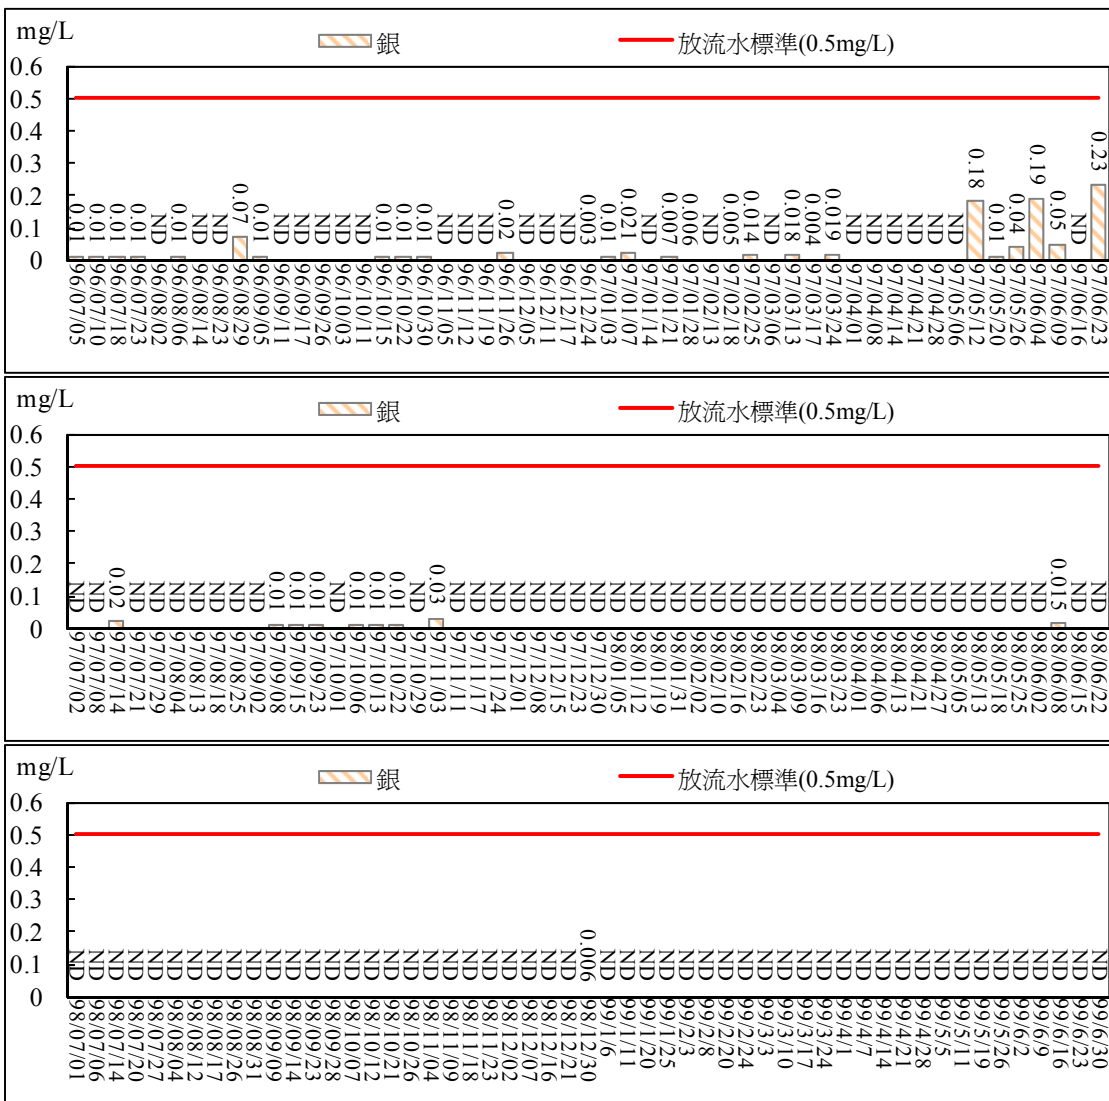 mg/L
銀
放流水標準(0.5mg/L)
0.6
0.5
0.4
0.3
0.2
0.1
0
0.01 0.01 0.01 0.01 ND 0.01 ND ND 0.07 0.01 ND ND ND ND ND 0.01 0.01 0.01 ND ND ND 0.02 ND ND ND 0.003 0.01 0.021 ND 0.007 0.006 ND 0.005 0.014 ND 0.018 0.004 0.019 ND ND ND ND ND ND 0.18 0.01 0.04 0.19 0.05 ND 0.23
96/07/05 96/07/10 96/07/18 96/07/23 96/08/02 96/08/06 96/08/14 96/08/23 96/08/29 96/09/05 96/09/11 96/09/17 96/09/26 96/10/03 96/10/11 96/10/15 96/10/22 96/10/30 96/11/05 96/11/12 96/11/19 96/11/26 96/12/05 96/12/11 96/12/17 96/12/24 97/01/03 97/01/07 97/01/14 97/01/21 97/01/28 97/02/13 97/02/18 97/02/25 97/03/06 97/03/13 97/03/17 97/03/24 97/04/01 97/04/08 97/04/14 97/04/21 97/04/28 97/05/06 97/05/12 97/05/20 97/05/26 97/06/04 97/06/09 97/06/16 97/06/23
mg/L
銀
放流水標準(0.5mg/L)
0.6
0.5
0.4
0.3
0.2
0.1
0
ND ND 0.02 ND ND ND ND ND ND ND 0.01 0.01 0.01 ND 0.01 0.01 0.01 ND 0.03 ND ND ND ND ND ND ND ND ND ND ND ND ND ND ND ND ND ND ND ND ND ND ND ND ND ND ND ND ND ND 0.015 ND ND
97/07/02 97/07/08 97/07/14 97/07/21 97/07/29 97/08/04 97/08/13 97/08/18 97/08/25 97/09/02 97/09/08 97/09/15 97/09/23 97/10/01 97/10/06 97/10/13 97/10/22 97/10/29 97/11/03 97/11/11 97/11/17 97/11/24 97/12/01 97/12/08 97/12/15 97/12/23 97/12/30 98/01/05 98/01/12 98/01/19 98/01/31 98/02/02 98/02/10 98/02/16 98/02/23 98/03/04 98/03/09 98/03/16 98/03/23 98/04/01 98/04/06 98/04/13 98/04/21 98/04/27 98/05/05 98/05/13 98/05/18 98/05/25 98/06/02 98/06/08 98/06/15 98/06/22
mg/L
銀
放流水標準(0.5mg/L)
0.6
0.5
0.4
0.3
0.2
0.1
0
ND ND ND ND ND ND ND ND ND ND ND ND ND ND ND ND ND ND ND ND ND ND ND ND ND ND 0.006 ND ND ND ND ND ND ND ND ND ND ND ND ND ND ND ND ND ND ND ND ND ND ND ND ND
98/07/01 98/07/06 98/07/14 98/07/20 98/07/27 98/08/04 98/08/12 98/08/17 98/08/26 98/08/31 98/09/09 98/09/14 98/09/23 98/09/28 98/10/07 98/10/12 98/10/21 98/10/26 98/11/04 98/11/09 98/11/18 98/11/23 98/12/02 98/12/07 98/12/16 98/12/21 98/12/30 99/1/6 99/1/11 99/1/20 99/1/25 99/2/3 99/2/8 99/2/20 99/2/24 99/3/3 99/3/10 99/3/17 99/3/24 99/4/1 99/4/7 99/4/14 99/4/21 99/4/28 99/5/5 99/5/11 99/5/19 99/5/26 99/6/2 99/6/9 99/6/16 99/6/23 99/6/30